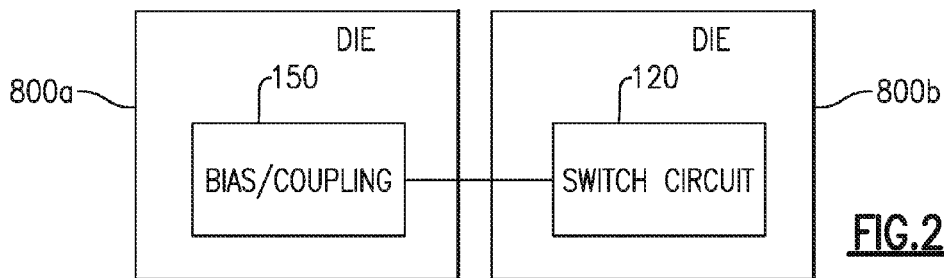 DIE
DIE
800a
150
120
800b
BIAS/COUPLING
SWITCH CIRCUIT
FIG.2